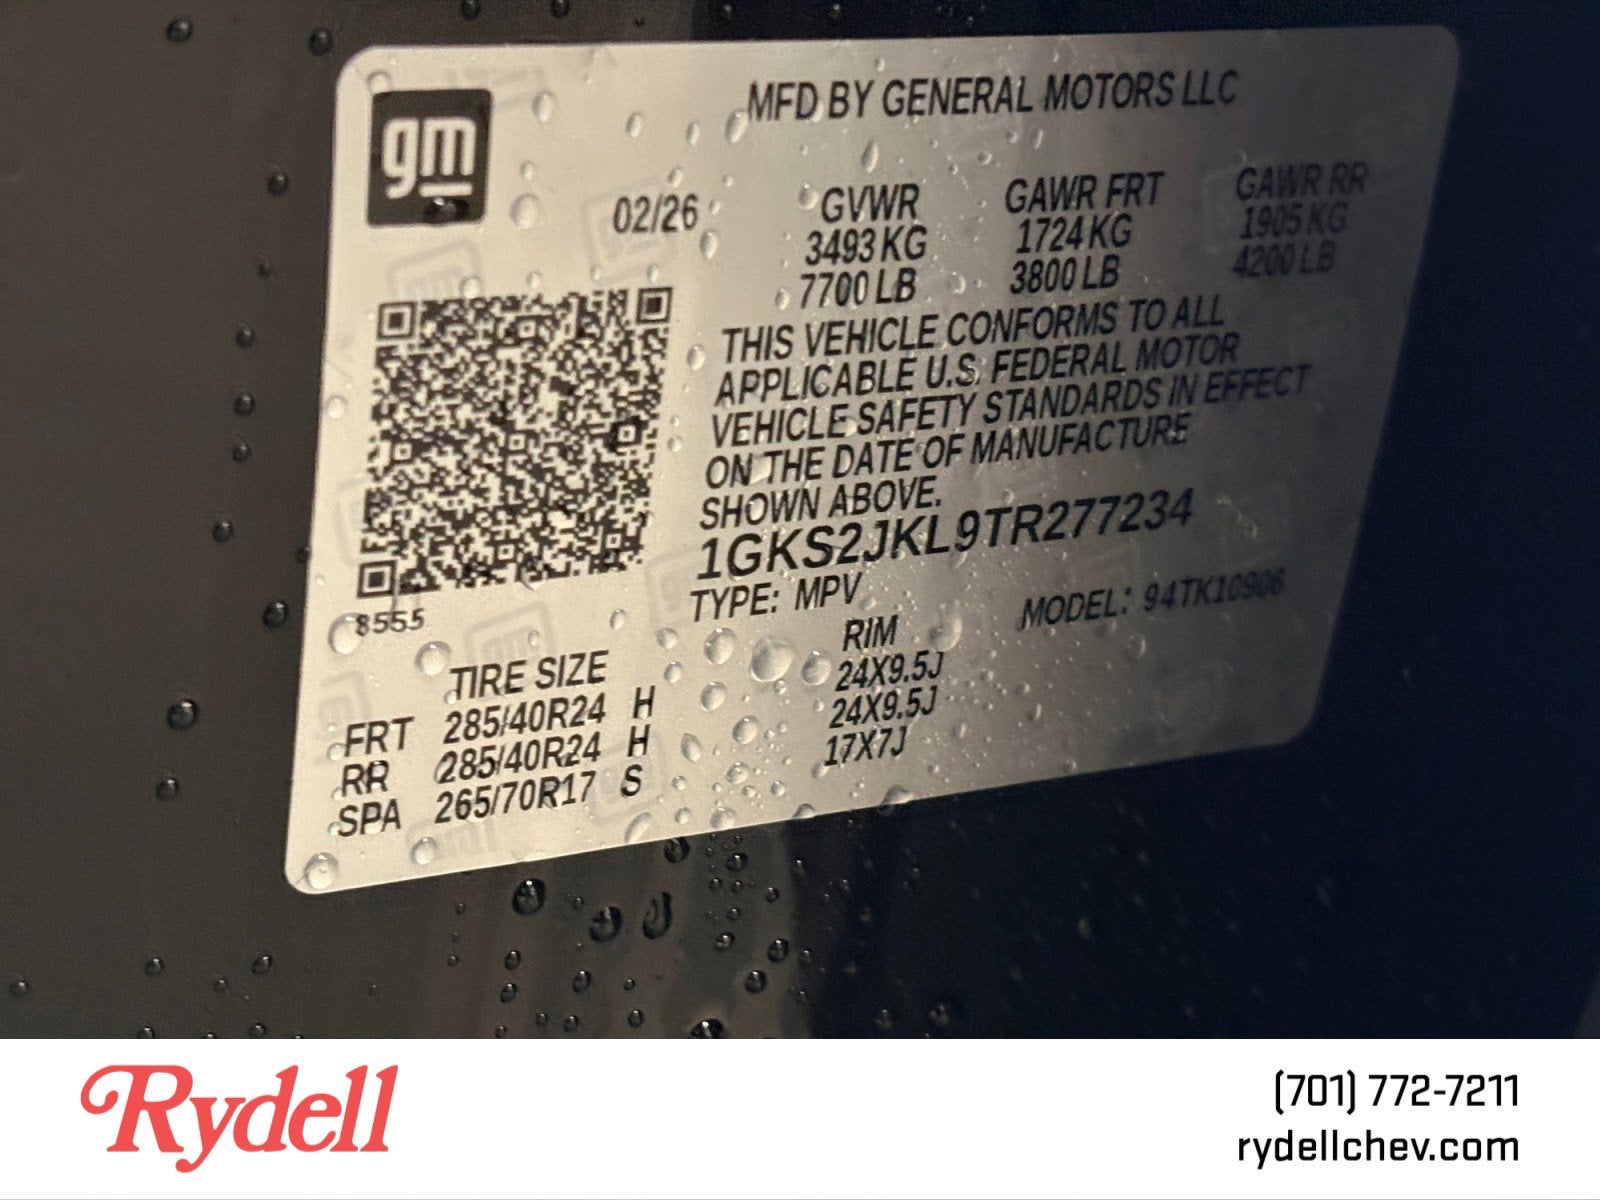 gm
MFD BY GENERAL MOTORS LLC
02/26
GVWR GAWR FRT GAWR RR
3493 KG 1724 KG 1905 KG
7700 LB 3800 LB 4200 LB
THIS VEHICLE CONFORMS TO ALL
APPLICABLE U.S. FEDERAL MOTOR
VEHICLE SAFETY STANDARDS IN EFFECT
ON THE DATE OF MANUFACTURE
SHOWN ABOVE.
1GKS2JKL9TR277234
TYPE: MPV MODEL: 94TK10906
8555
TIRE SIZE RIM
FRT 285/40R24 H 24X9.5J
RR 285/40R24 H 24X9.5J
SPA 265/70R17 S 17X7J
Rydell
(701) 772-7211
rydellchev.com